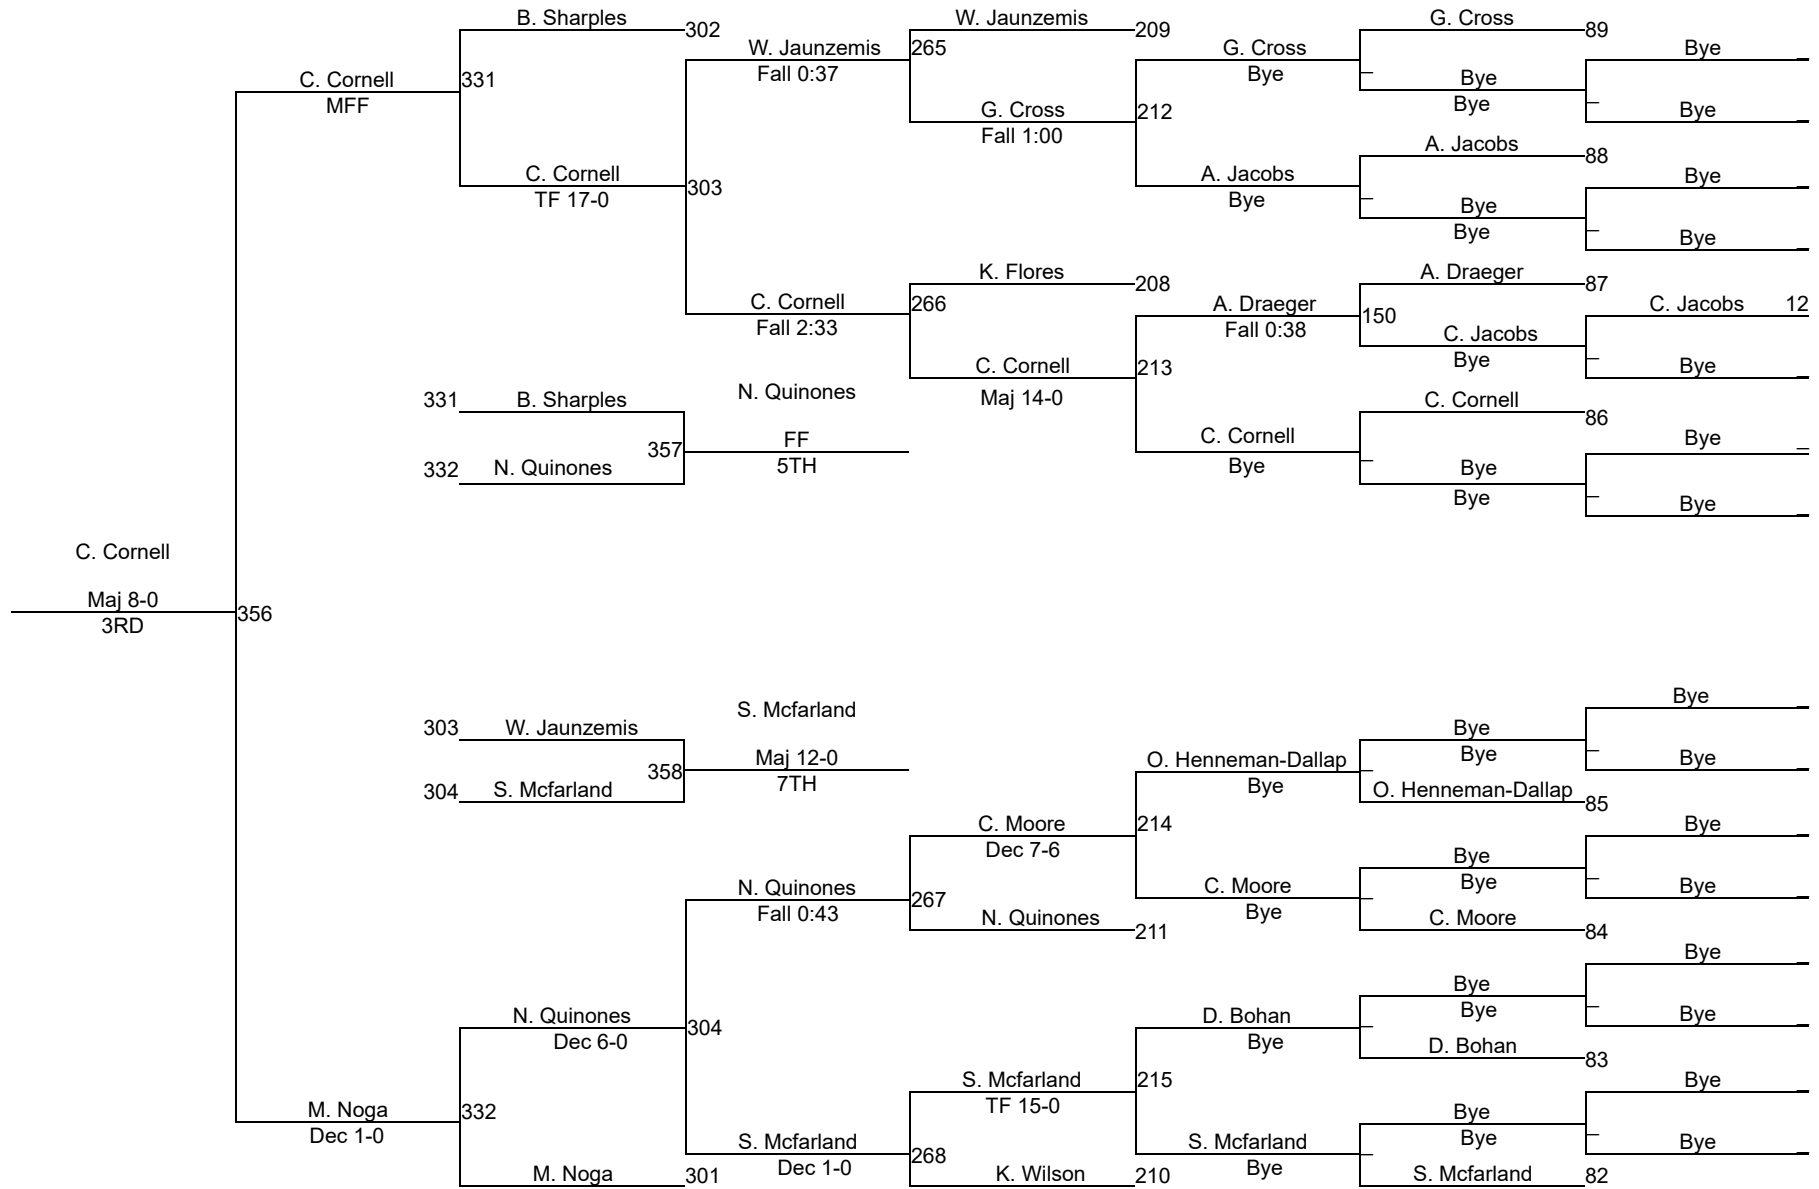 B. Sharples
302
W. Jaunzemis
209
G. Cross
89
C. Cornell
MFF
331
W. Jaunzemis
Fall 0:37
265
G. Cross
Bye
Bye
Bye
Bye
G. Cross
Fall 1:00
212
Bye
C. Cornell
TF 17-0
303
A. Jacobs
Bye
A. Jacobs
88
Bye
Bye
Bye
Bye
K. Flores
208
A. Draeger
87
C. Cornell
Fall 2:33
266
A. Draeger
Fall 0:38
150
C. Jacobs
Bye
C. Jacobs
12
Bye
C. Cornell
Maj 14-0
213
331
B. Sharples
N. Quinones
357
FF
5TH
332
N. Quinones
C. Cornell
Bye
C. Cornell
86
Bye
Bye
Bye
Bye
C. Cornell
Maj 8-0
3RD
356
303
W. Jaunzemis
S. Mcfarland
358
Maj 12-0
7TH
304
S. Mcfarland
Bye
Bye
Bye
Bye
O. Henneman-Dallap
Bye
O. Henneman-Dallap
85
C. Moore
Dec 7-6
214
Bye
Bye
Bye
Bye
N. Quinones
Fall 0:43
267
C. Moore
Bye
C. Moore
84
N. Quinones
211
Bye
Bye
Bye
Bye
N. Quinones
Dec 6-0
304
D. Bohan
Bye
D. Bohan
83
S. Mcfarland
TF 15-0
215
Bye
Bye
Bye
Bye
M. Noga
Dec 1-0
332
S. Mcfarland
Dec 1-0
268
S. Mcfarland
Bye
M. Noga
301
K. Wilson
210
S. Mcfarland
82